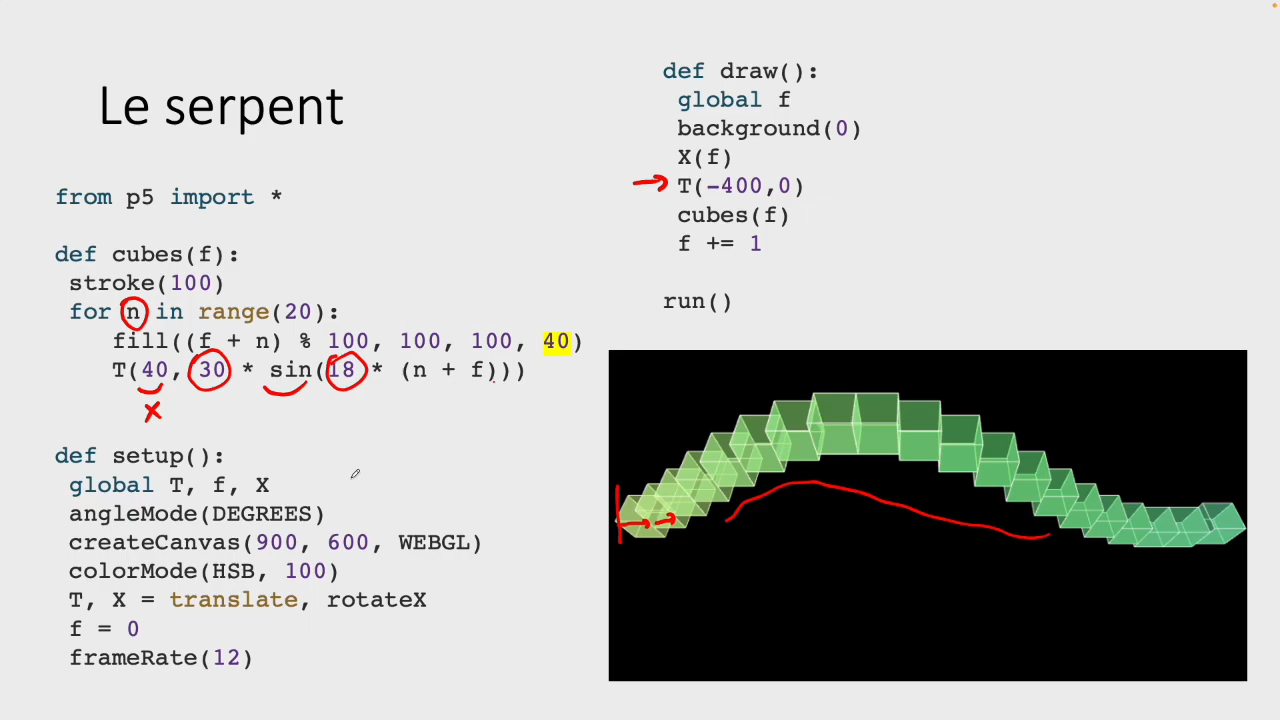 Le serpent
from p5 import *
def cubes(f):
stroke(100)
for n in range(20):
fill((f + n) % 100, 100, 100, 40)
T(40, 30 * sin(18 * (n + f)))
x
def setup():
global T, f, X
angleMode(DEGREES)
createCanvas(900, 600, WEBGL)
colorMode(HSB, 100)
T, X = translate, rotateX
f = 0
frameRate(12)
def draw():
global f
background(0)
X(f)
T(-400,0)
cubes(f)
f += 1
run()